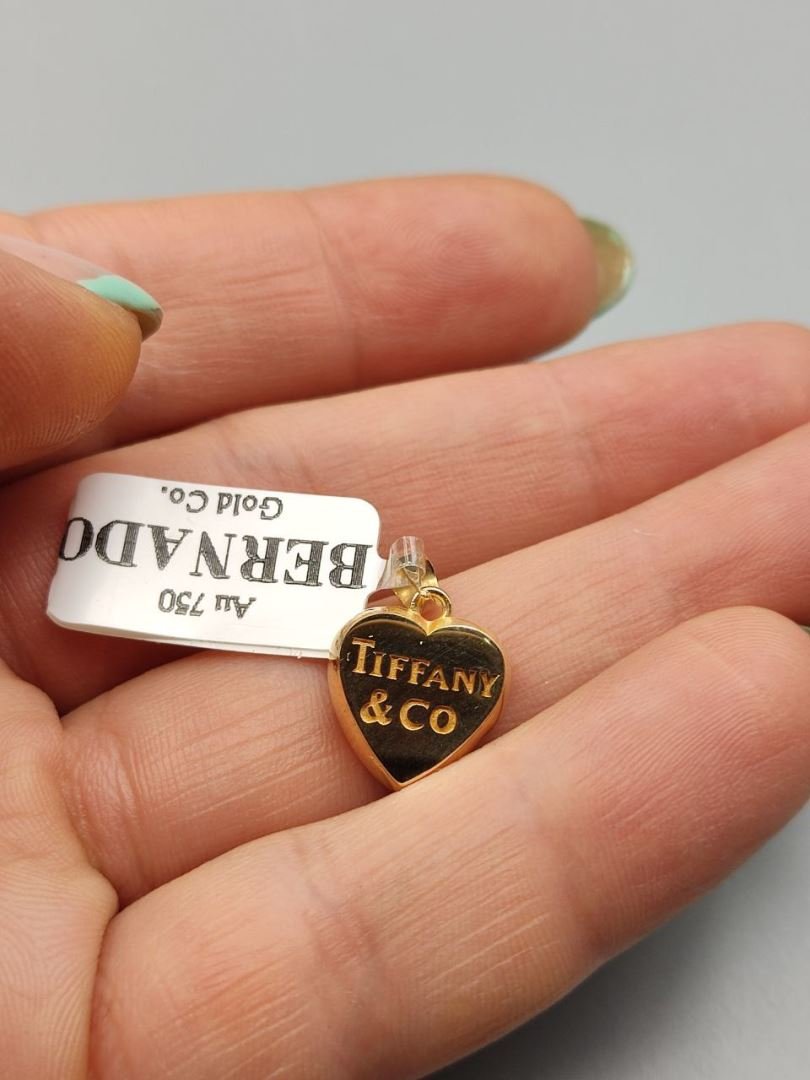 Au 750
BERNADO
Gold Co.
TIFFANY
& CO